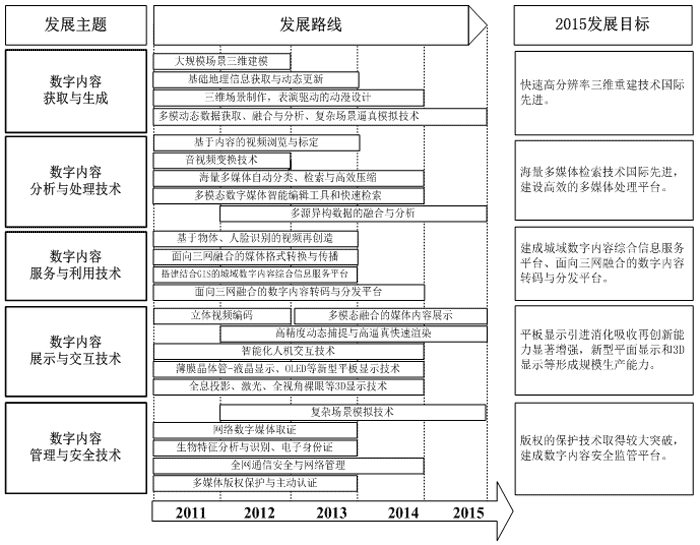 发展主题
发展路线
2015发展目标
数字内容
获取与生成
大规模场景三维建模
基础地理信息获取与动态更新
三维场景制作，表演驱动的动漫设计
多模动态数据获取、融合与分析、复杂场景逼真模拟技术
快速高分辨率三维重建技术国际
先进。
数字内容
分析与处理技术
基于内容的视频浏览与标定
音视频变换技术
海量多媒体自动分类、检索与高效压缩
多模态数字媒体智能编辑工具和快速检索
多源异构数据的融合与分析
海量多媒体检索技术国际先进，
建设高效的多媒体处理平台。
数字内容
服务与利用技术
基于物体、人脸识别的视频再创造
面向三网融合的媒体格式转换与传播
搭建结合GIS的城域数字内容综合信息服务平台
面向三网融合的数字内容转码与分发平台
建成城域数字内容综合信息服务
平台、面向三网融合的数字内容
转码与分发平台。
数字内容
展示与交互技术
立体视频编码
多模态融合的媒体内容展示
高精度动态捕捉与高逼真快速渲染
智能化人机交互技术
薄膜晶体管-液晶显示、OLED等新型平板显示技术
全息投影、激光、全视角裸眼等3D显示技术
平板显示引进消化吸收再创新能
力显著增强，新型平面显示和3D
显示等形成规模生产能力。
数字内容
管理与安全技术
复杂场景模拟技术
网络数字媒体取证
生物特征分析与识别、电子身份证
全网通信安全与网络管理
多媒体版权保护与主动认证
版权的保护技术取得较大突破，
建成数字内容安全监管平台。
2011
2012
2013
2014
2015